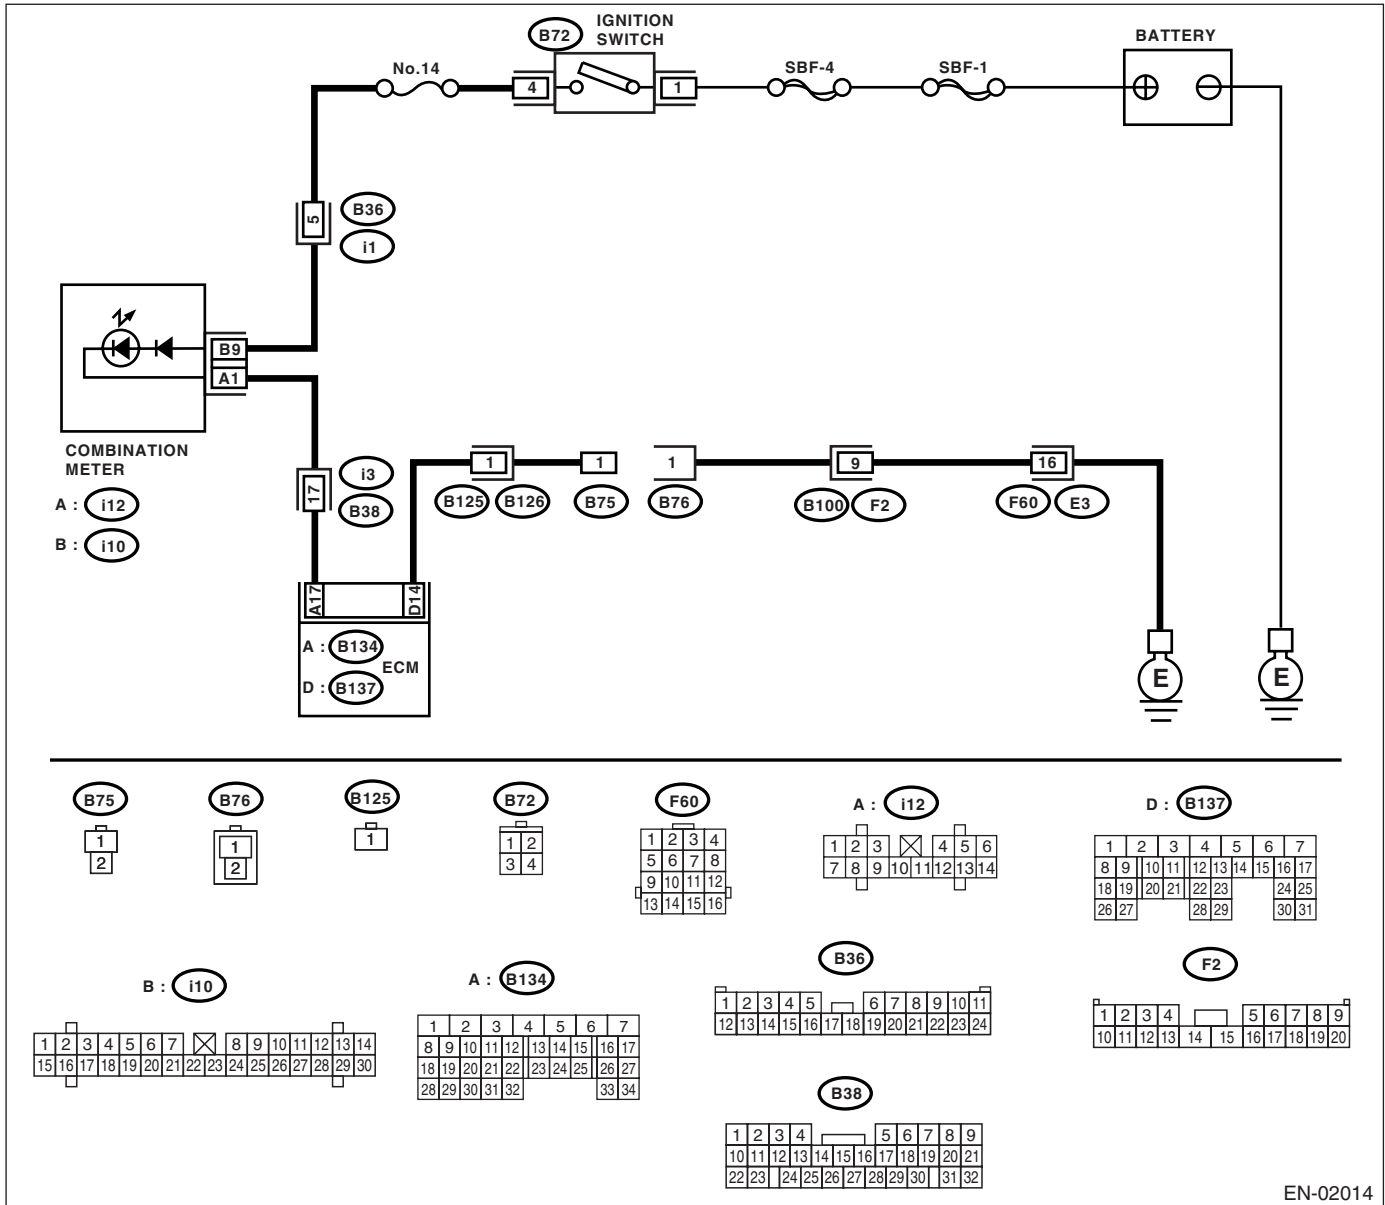 IGNITION
SWITCH
B72
BATTERY
No.14
4
1
SBF-4
SBF-1
5
B36
i1
B9
A1
COMBINATION
METER
A : i12
B : i10
17
i3
B38
1
1
1
9
16
B125
B126
B75
B76
B100
F2
F60
E3
A17
D14
A : B134
ECM
D : B137
E
E
B75
1
2
B76
1
2
B125
1
B72
1 2
3 4
F60
1 2 3 4
5 6 7 8
9 10 11 12
13 14 15 16
A : i12
1 2 3 4 5 6
7 8 9 10 11 12 13 14
D : B137
1 2 3 4 5 6 7
8 9 10 11 12 13 14 15 16 17
18 19 20 21 22 23 24 25
26 27 28 29 30 31
B : i10
1 2 3 4 5 6 7 8 9 10 11 12 13 14
15 16 17 18 19 20 21 22 23 24 25 26 27 28 29 30
A : B134
1 2 3 4 5 6 7
8 9 10 11 12 13 14 15 16 17
18 19 20 21 22 23 24 25 26 27
28 29 30 31 32 33 34
B36
1 2 3 4 5 6 7 8 9 10 11
12 13 14 15 16 17 18 19 20 21 22 23 24
F2
1 2 3 4 5 6 7 8 9
10 11 12 13 14 15 16 17 18 19 20
B38
1 2 3 4 5 6 7 8 9
10 11 12 13 14 15 16 17 18 19 20 21
22 23 24 25 26 27 28 29 30 31 32
EN-02014